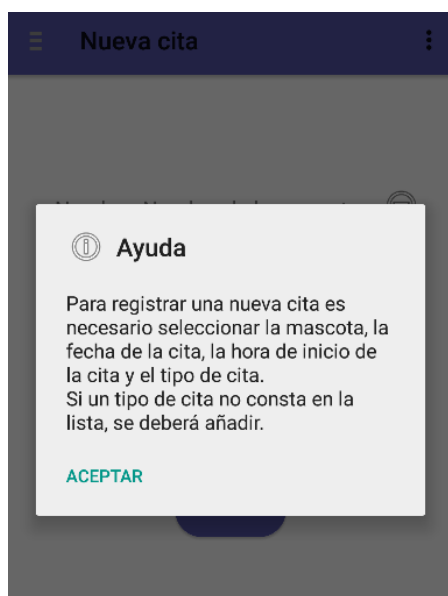 Nueva cita
Ayuda
Para registrar una nueva cita es
necesario seleccionar la mascota, la
fecha de la cita, la hora de inicio de
la cita y el tipo de cita.
Si un tipo de cita no consta en la
lista, se deberá añadir.
ACEPTAR